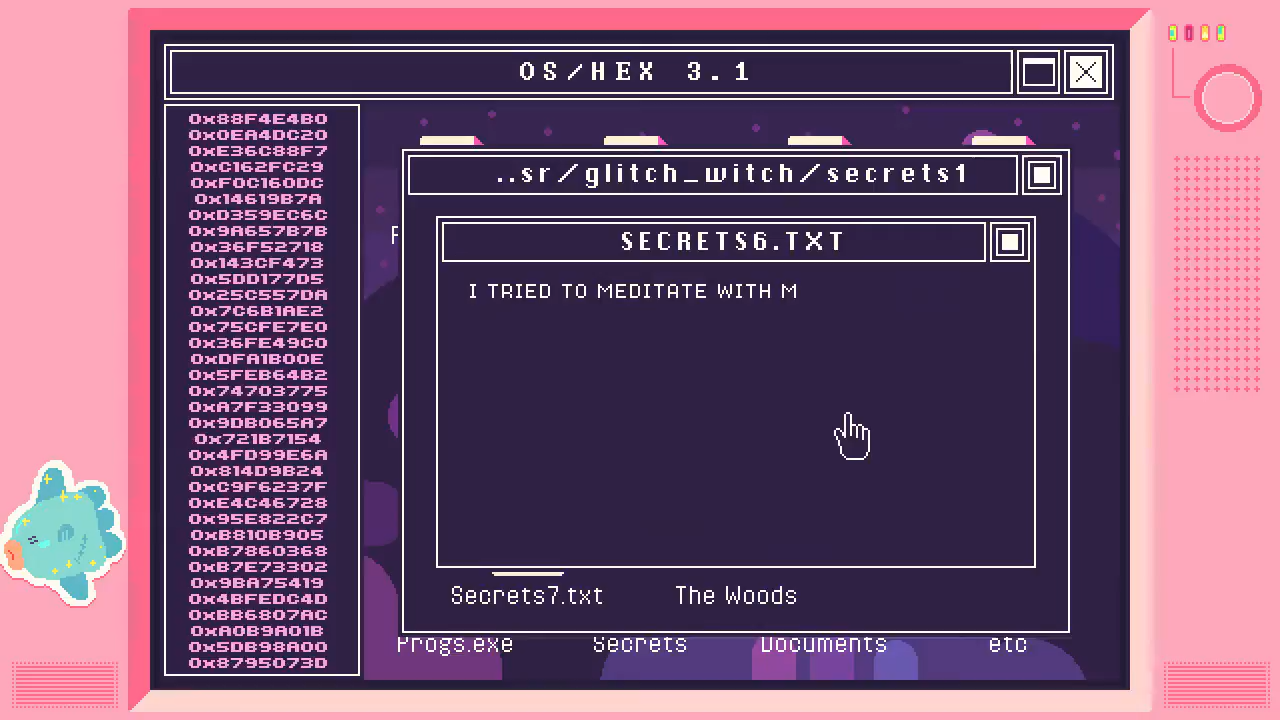 OS/HEX 3.1
0x88F4E4B0
0x0EA4DC20
0xE36C88F7
0xC162FC29
0xF0C160DC
0x14619B7A
0xD359EC6C
0x9A657B7B
0x36F52718
0x143CF473
0x5DD177D5
0x25C557DA
0x7C6B1AE2
0x75CFE7E0
0x36FE49C0
0xDFA1B00E
0x5FEB64B2
0x74703775
0xA7F33099
0x9DB065A7
0x721B7154
0x4FD99E6A
0x814D9B24
0xC9F6237F
0xE4C46728
0x95E822C7
0xB810B905
0xB7860368
0xB7E73302
0x9BA75419
0x4BFEDC4D
0xBB6807AC
0xA0B9A01B
0x5DB98A00
0x8795073D
..sr/glitch_witch/secrets1
SECRETS6.TXT
I TRIED TO MEDITATE WITH M
Secrets7.txt The Woods
Progs.exe Secrets Documents etc